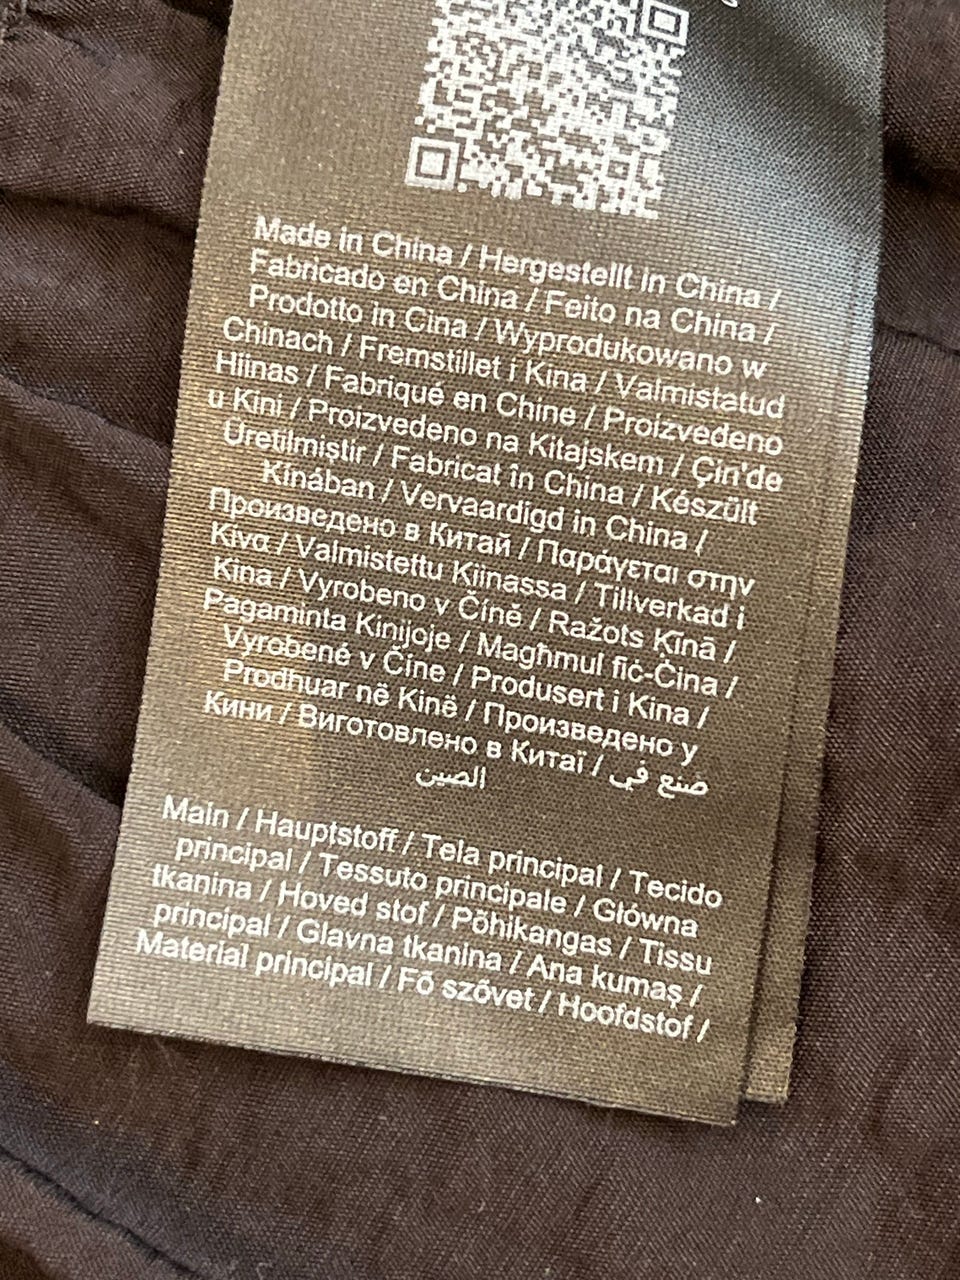 Made in China / Hergestellt in China /
Fabricado en China / Feito na China /
Prodotto in Cina / Wyprodukowano w
Chinach / Fremstillet i Kina / Valmistatud
Hiinas / Fabriqué en Chine / Proizvedeno
u Kini / Proizvedeno na Kitajskem / Çin'de
Üretilmiştir / Fabricat în China / Készült
Kínában / Vervaardigd in China /
Произведено в Китай / Παράγεται στην
Κίνα / Valmistettu Kiinassa / Tillverkad i
Kina / Vyrobeno v Číně / Ražots Ķīnā /
Pagaminta Kinijoje / Magħmul fiċ-Ċina /
Vyrobené v Číne / Produsert i Kina /
Prodhuar në Kinë / Произведено у
Кини / Виготовлено в Китаї / صنع في
الصين
Main / Hauptstoff / Tela principal / Tecido
principal / Tessuto principale / Główna
tkanina / Hoved stof / Põhikangas / Tissu
principal / Glavna tkanina / Ana kumaş /
Material principal / Fő szövet / Hoofdstof /